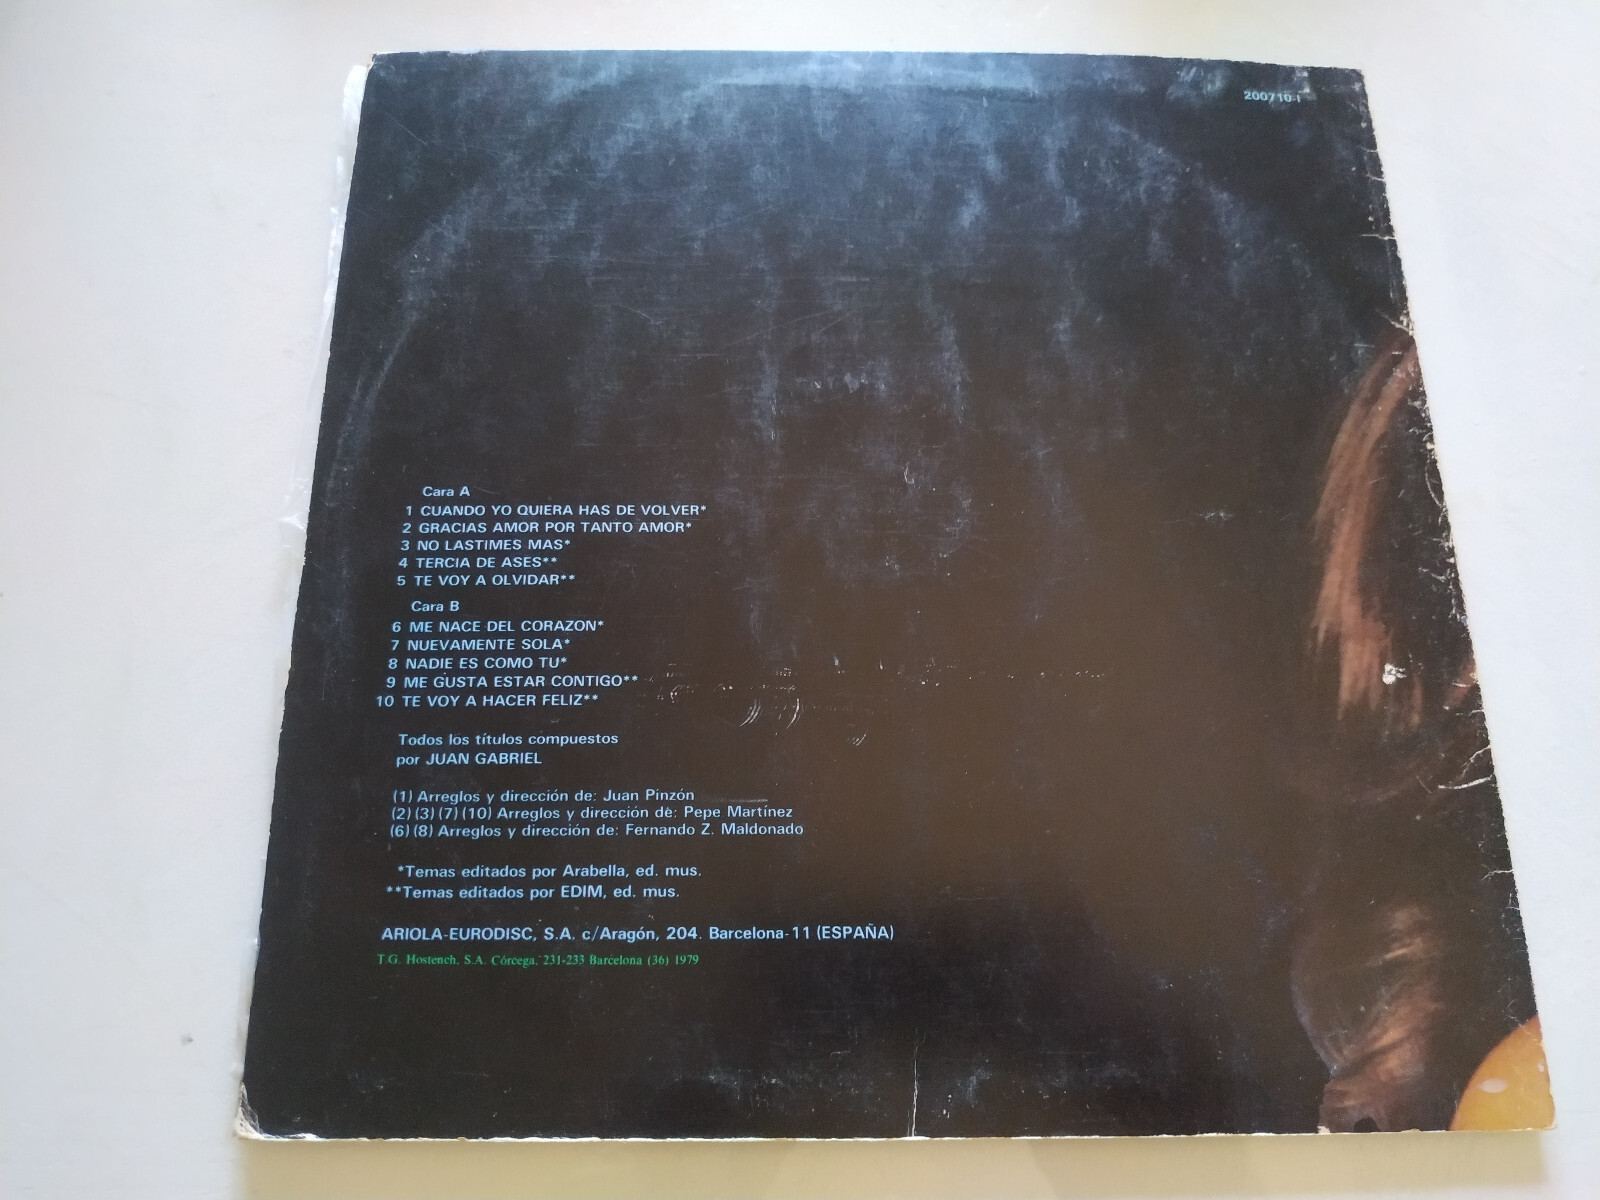 200710-I
Cara A
1 CUANDO YO QUIERA HAS DE VOLVER*
2 GRACIAS AMOR POR TANTO AMOR*
3 NO LASTIMES MAS*
4 TERCIA DE ASES**
5 TE VOY A OLVIDAR**
Cara B
6 ME NACE DEL CORAZON*
7 NUEVAMENTE SOLA*
8 NADIE ES COMO TU*
9 ME GUSTA ESTAR CONTIGO**
10 TE VOY A HACER FELIZ**
Todos los títulos compuestos
por JUAN GABRIEL
(1) Arreglos y dirección de: Juan Pinzón
(2) (3) (7) (10) Arreglos y dirección de: Pepe Martínez
(6) (8) Arreglos y dirección de: Fernando Z. Maldonado
*Temas editados por Arabella, ed. mus.
**Temas editados por EDIM, ed. mus.
ARIOLA-EURODISC, S.A. c/Aragón, 204. Barcelona-11 (ESPAÑA)
T.G. Hostench, S.A. Córcega, 231-233 Barcelona (36) 1979